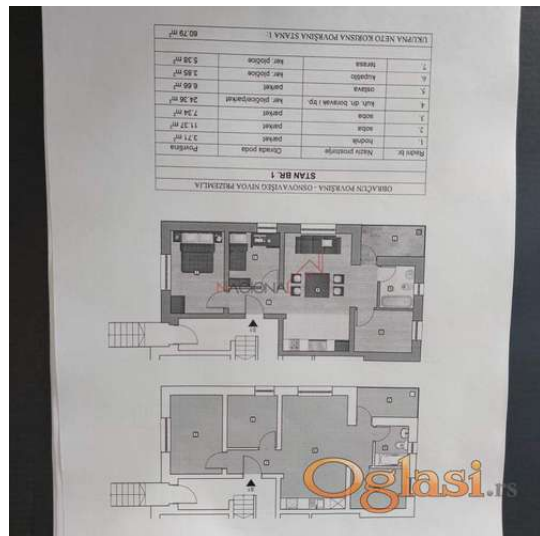 OBRAČUN POVRŠINA - OSNOVA VIŠEG NIVOA PRIZEMLJA
STAN BR. 1
Redni br. Naziv prostorije Obrada poda Površina
1. hodnik parket 3.71 m²
2. soba parket 11.37 m²
3. soba parket 7.34 m²
4. kuh. dn. boravak i trp. ker. pločice/parket 24.36 m²
5. ostava parket 6.66 m²
6. kupatilo ker. pločice 3.85 m²
7. terasa ker. pločice 5.38 m²
UKUPNA NETO KORISNA POVRŠINA STANA 1: 60.79 m²
NACIONAL
Oglasi.rs